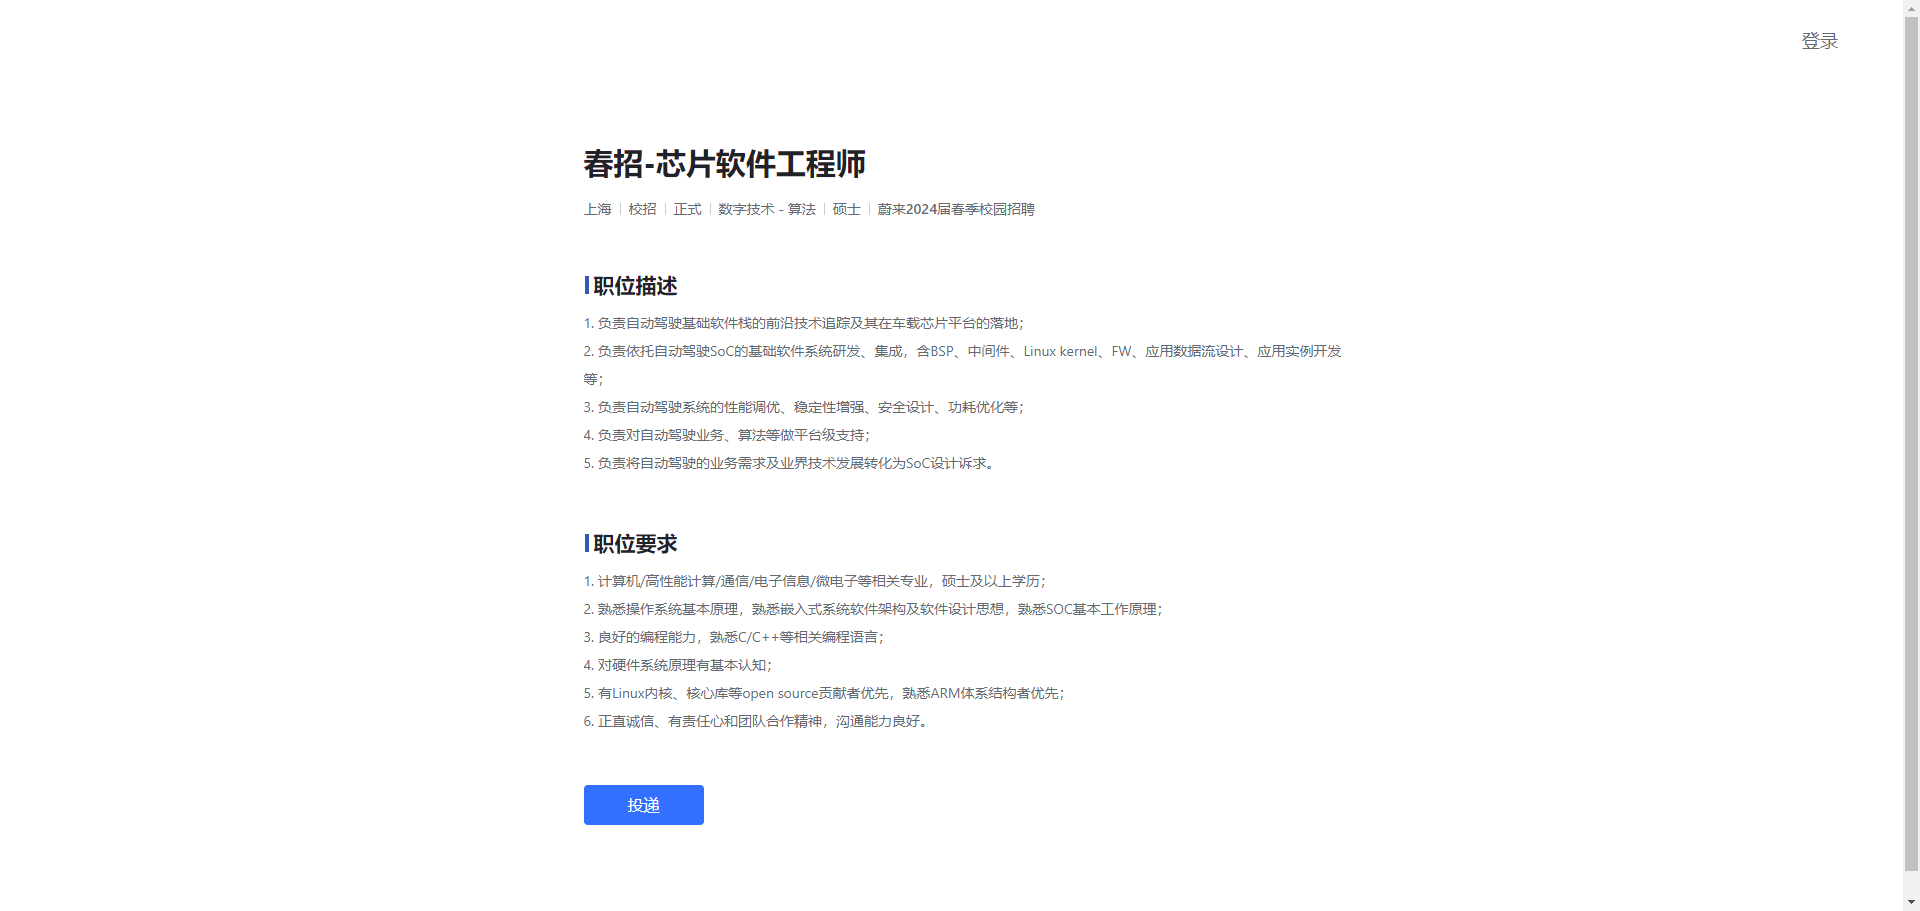 登录
春招-芯片软件工程师
上海 | 校招 | 正式 | 数字技术 - 算法 | 硕士 | 蔚来2024届春季校园招聘
职位描述
1. 负责自动驾驶基础软件栈的前沿技术追踪及其在车载芯片平台的落地；
2. 负责依托自动驾驶SoC的基础软件系统研发、集成，含BSP、中间件、Linux kernel、FW、应用数据流设计、应用实例开发
等；
3. 负责自动驾驶系统的性能调优、稳定性增强、安全设计、功耗优化等；
4. 负责对自动驾驶业务、算法等做平台级支持；
5. 负责将自动驾驶的业务需求及业界技术发展转化为SoC设计诉求。
职位要求
1. 计算机/高性能计算/通信/电子信息/微电子等相关专业，硕士及以上学历；
2. 熟悉操作系统基本原理，熟悉嵌入式系统软件架构及软件设计思想，熟悉SOC基本工作原理；
3. 良好的编程能力，熟悉C/C++等相关编程语言；
4. 对硬件系统原理有基本认知；
5. 有Linux内核、核心库等open source贡献者优先，熟悉ARM体系结构者优先；
6. 正直诚信、有责任心和团队合作精神，沟通能力良好。
投递